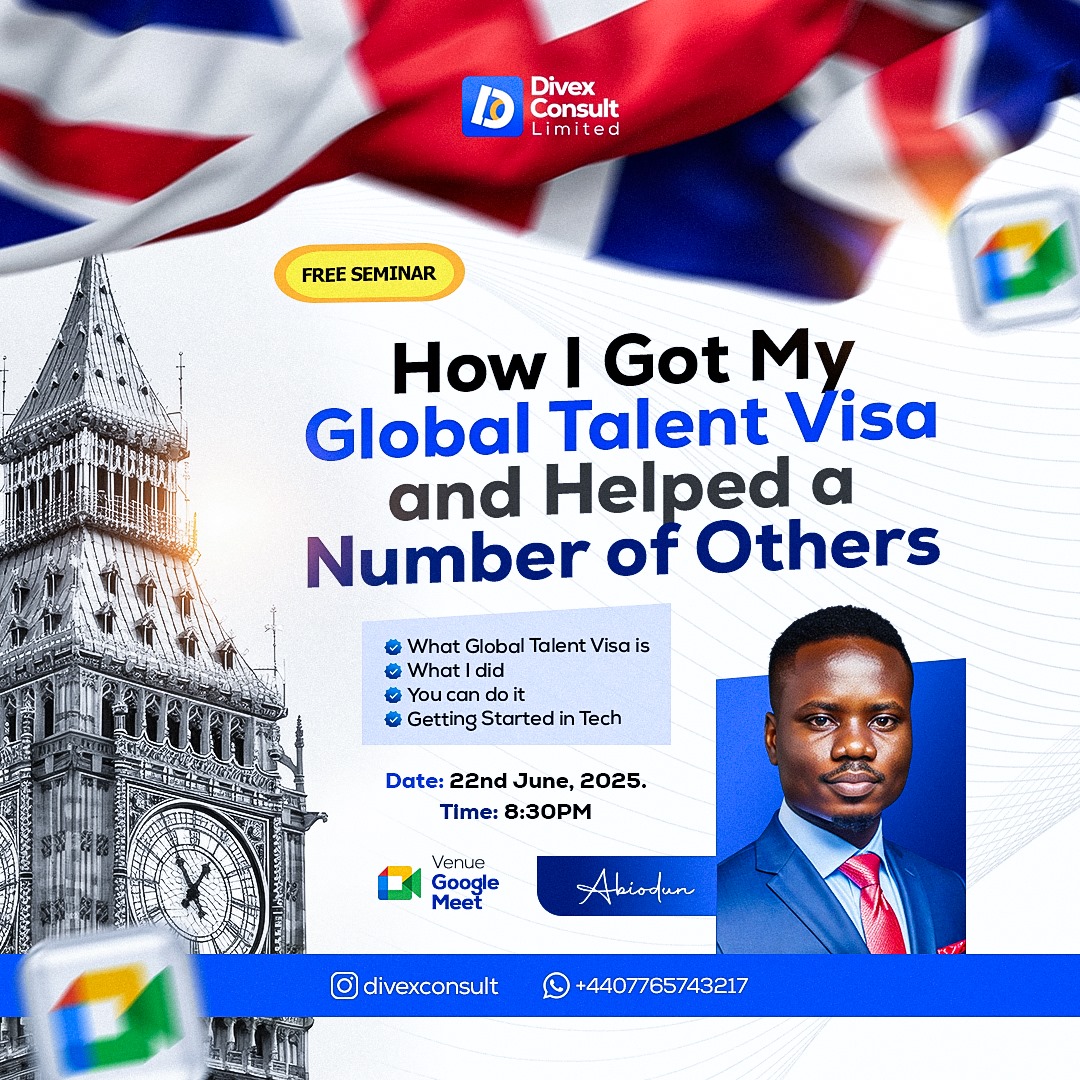 Divex
Consult
Limited
FREE SEMINAR
How I Got My
Global Talent Visa
and Helped a
Number of Others
What Global Talent Visa is
What I did
You can do it
Getting Started in Tech
Date: 22nd June, 2025.
Time: 8:30PM
Venue
Google
Meet
Abiodun
divexconsult
+4407765743217